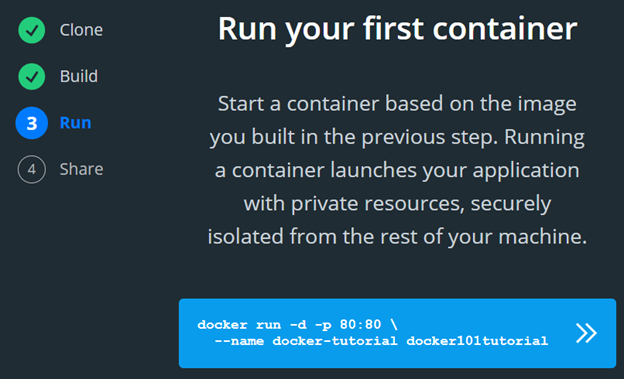 Clone
Build
3 Run
4 Share
Run your first container
Start a container based on the image
you built in the previous step. Running
a container launches your application
with private resources, securely
isolated from the rest of your machine.
docker run -d -p 80:80 \
--name docker-tutorial docker101tutorial